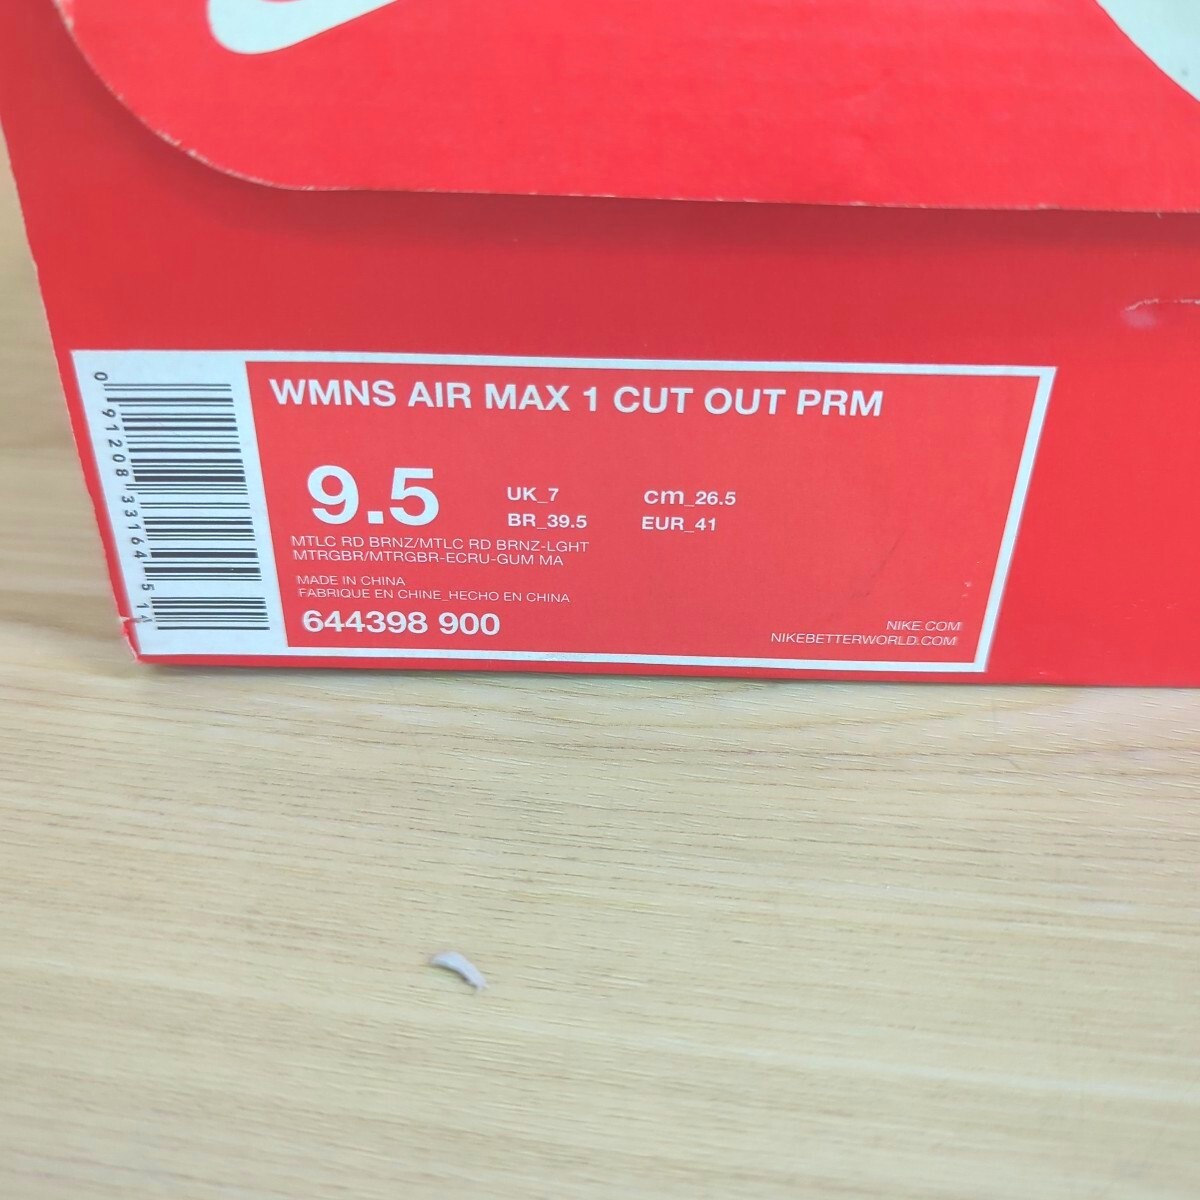 WMNS AIR MAX 1 CUT OUT PRM
9.5
UK_7 cm_26.5
BR_39.5 EUR_41
MTLC RD BRNZ/MTLC RD BRNZ-LGHT
MTRGBR/MTRGBR-ECRU-GUM MA
MADE IN CHINA
FABRIQUE EN CHINE_HECHO EN CHINA
644398 900
NIKE.COM
NIKEBETTERWORLD.COM
0 91208 33164 5